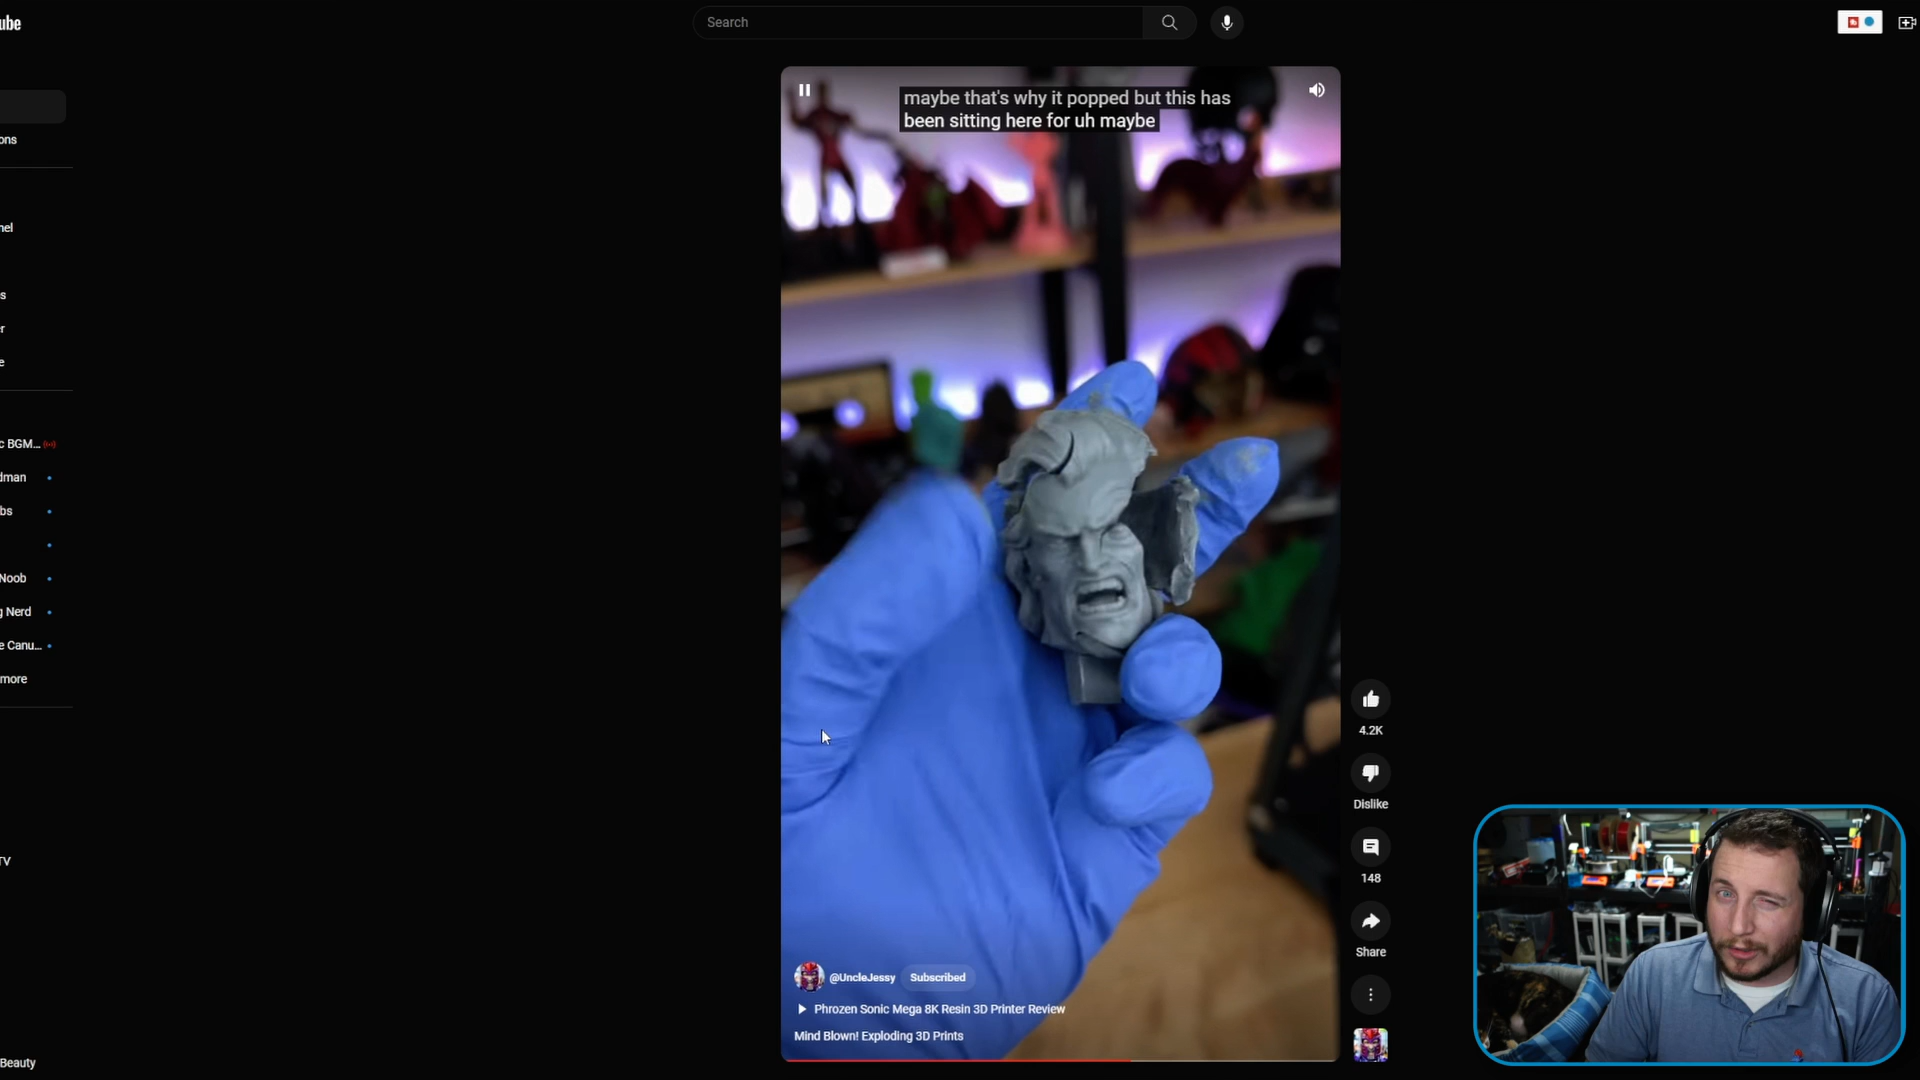 ube
Search
ons
nel
s
er
e
c BGM...
dman
bs
Noob
g Nerd
e Canu...
more
TV
Beauty
maybe that's why it popped but this has
been sitting here for uh maybe
@UncleJessy Subscribed
Phrozen Sonic Mega 8K Resin 3D Printer Review
Mind Blown! Exploding 3D Prints
4.2K
Dislike
148
Share